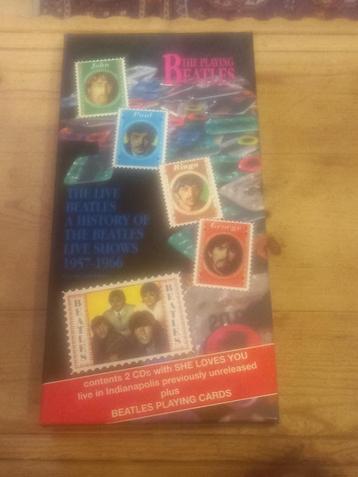 THE PLAYING
BEATLES
John
Paul
Ringo
George
THE LIVE
BEATLES
A HISTORY OF
THE BEATLES
LIVE SHOWS
1957-1966
BEATLES
BEATLES
contents 2 CDs with SHE LOVES YOU
live in Indianapolis previously unreleased
plus
BEATLES PLAYING CARDS